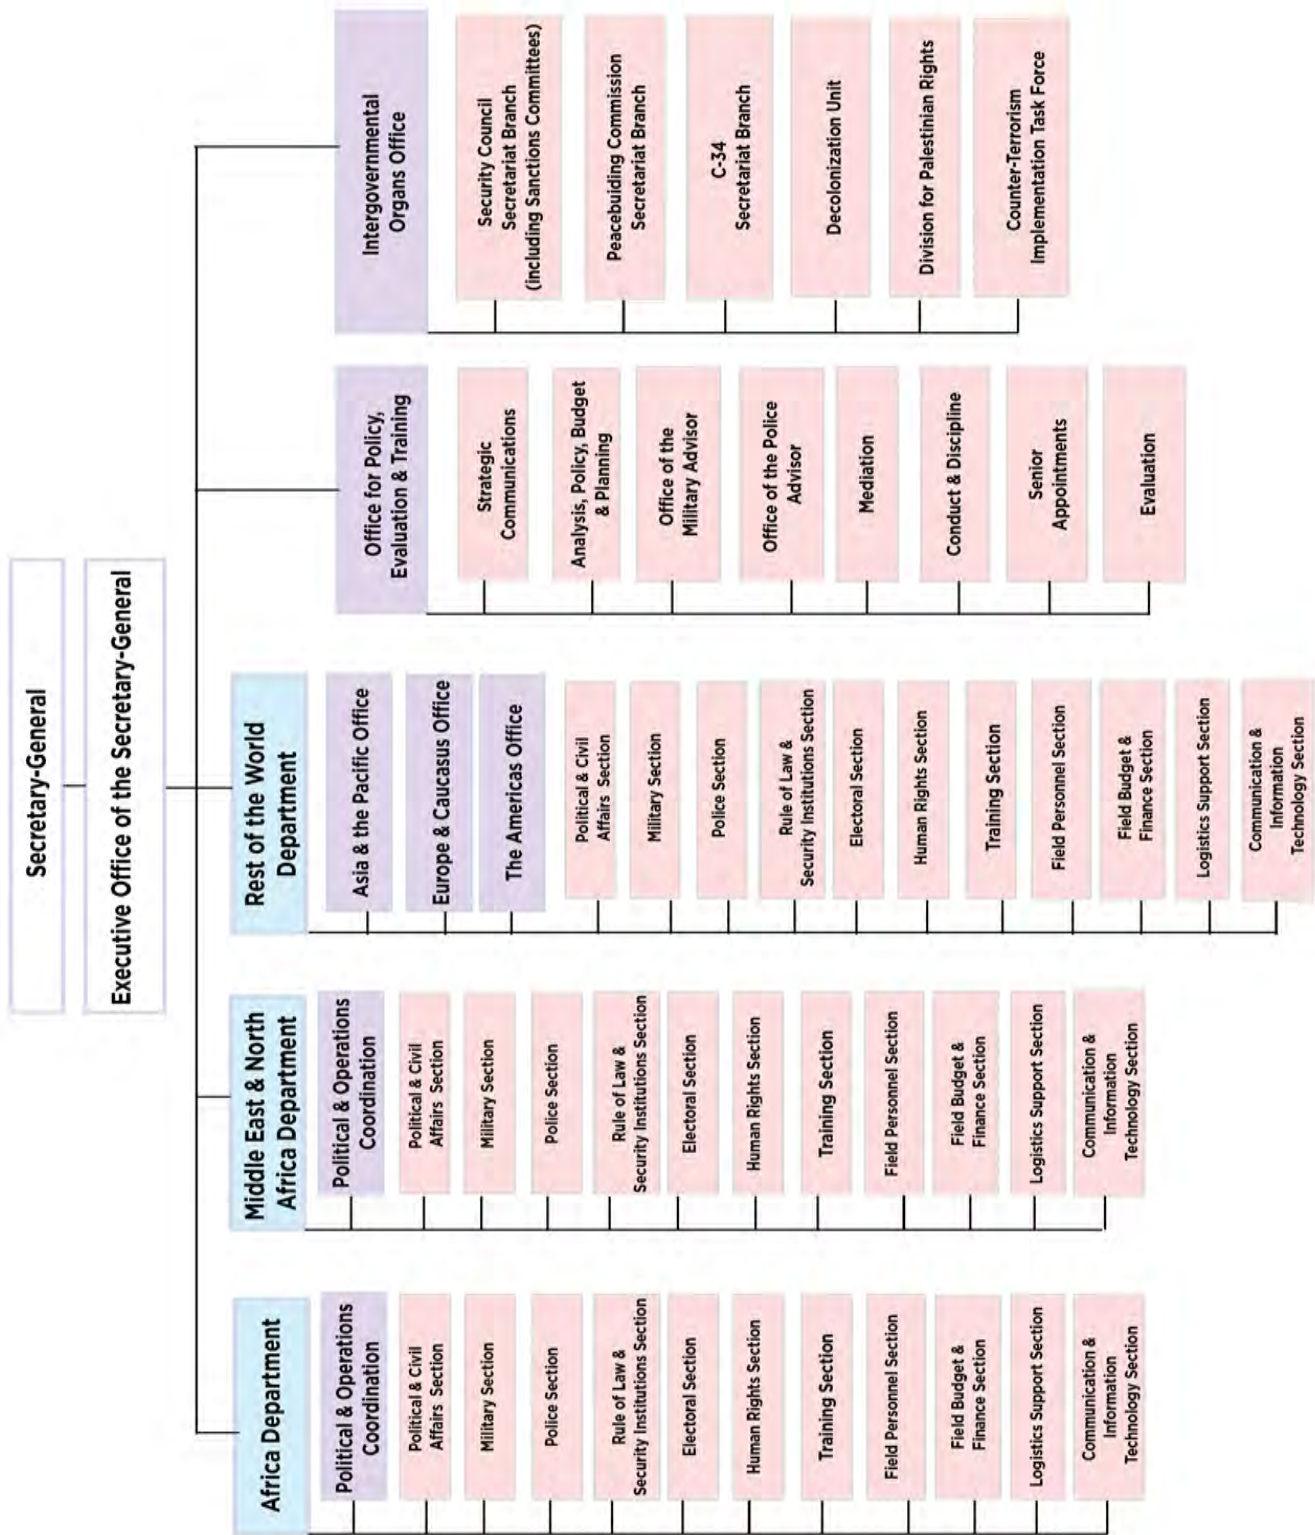 Secretary-General
Executive Office of the Secretary-General
Africa Department
Political & Operations
Coordination
Political & Civil
Affairs Section
Military Section
Police Section
Rule of Law &
Security Institutions Section
Electoral Section
Human Rights Section
Training Section
Field Personnel Section
Field Budget &
Finance Section
Logistics Support Section
Communication &
Information
Technology Section
Middle East & North
Africa Department
Political & Operations
Coordination
Political & Civil
Affairs Section
Military Section
Police Section
Rule of Law &
Security Institutions Section
Electoral Section
Human Rights Section
Training Section
Field Personnel Section
Field Budget &
Finance Section
Logistics Support Section
Communication &
Information
Technology Section
Rest of the World
Department
Asia & the Pacific Office
Europe & Caucasus Office
The Americas Office
Political & Civil
Affairs Section
Military Section
Police Section
Rule of Law &
Security Institutions Section
Electoral Section
Human Rights Section
Training Section
Field Personnel Section
Field Budget &
Finance Section
Logistics Support Section
Communication &
Information
Technology Section
Office for Policy,
Evaluation & Training
Strategic
Communications
Analysis, Policy, Budget
& Planning
Office of the
Military Advisor
Office of the Police
Advisor
Mediation
Conduct & Discipline
Senior
Appointments
Evaluation
Intergovernmental
Organs Office
Security Council
Secretariat Branch
(including Sanctions Committees)
Peacebuiding Commission
Secretariat Branch
C-34
Secretariat Branch
Decolonization Unit
Division for Palestinian Rights
Counter-Terrorism
Implementation Task Force